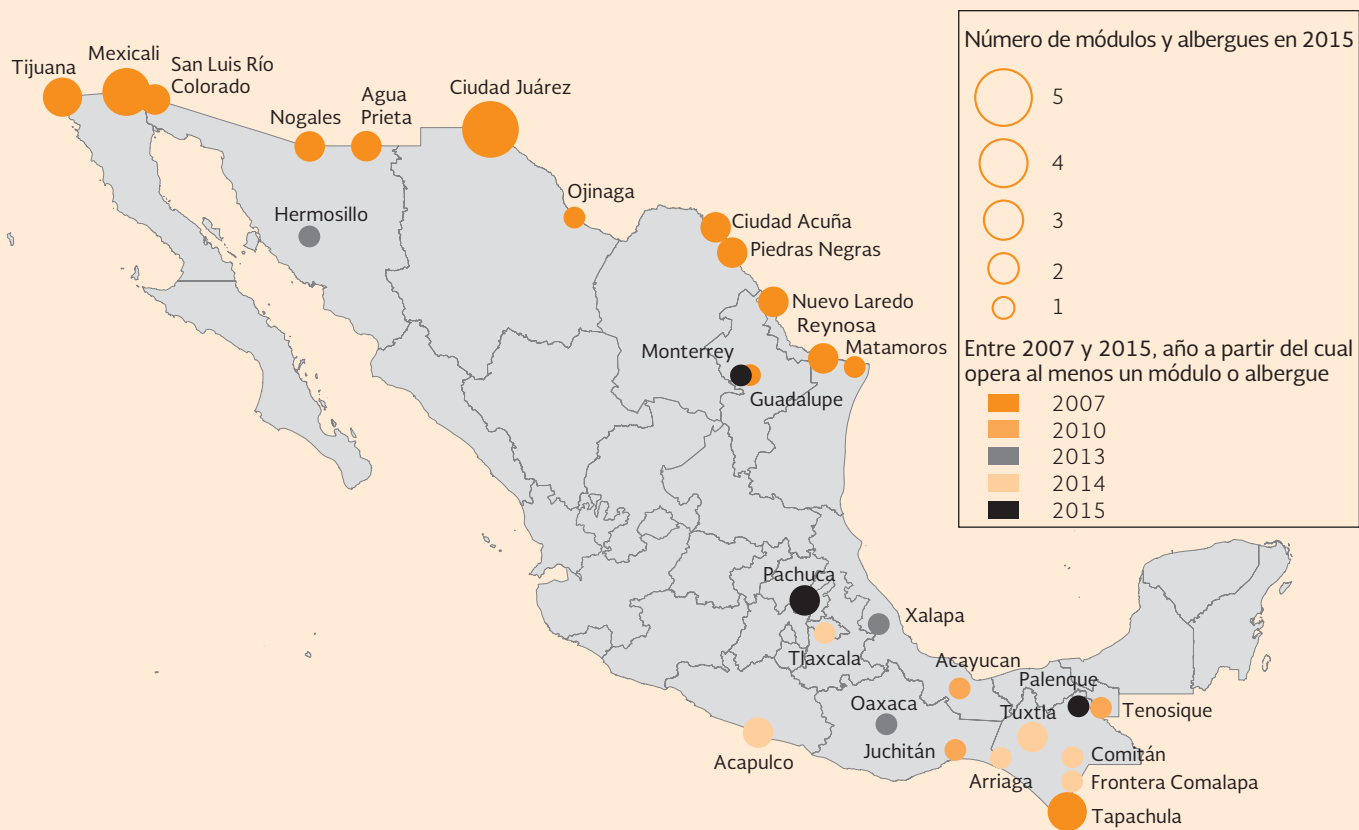 Número de módulos y albergues en 2015
5
4
3
2
1
Entre 2007 y 2015, año a partir del cual
opera al menos un módulo o albergue
2007
2010
2013
2014
2015
Tijuana
Mexicali
San Luis Río
Colorado
Nogales
Agua
Prieta
Ciudad Juárez
Hermosillo
Ojinaga
Ciudad Acuña
Piedras Negras
Nuevo Laredo
Reynosa
Matamoros
Monterrey
Guadalupe
Pachuca
Xalapa
Tlaxcala
Acayucan
Palenque
Oaxaca
Tuxtla
Tenosique
Acapulco
Juchitán
Arriaga
Comitán
Frontera Comalapa
Tapachula